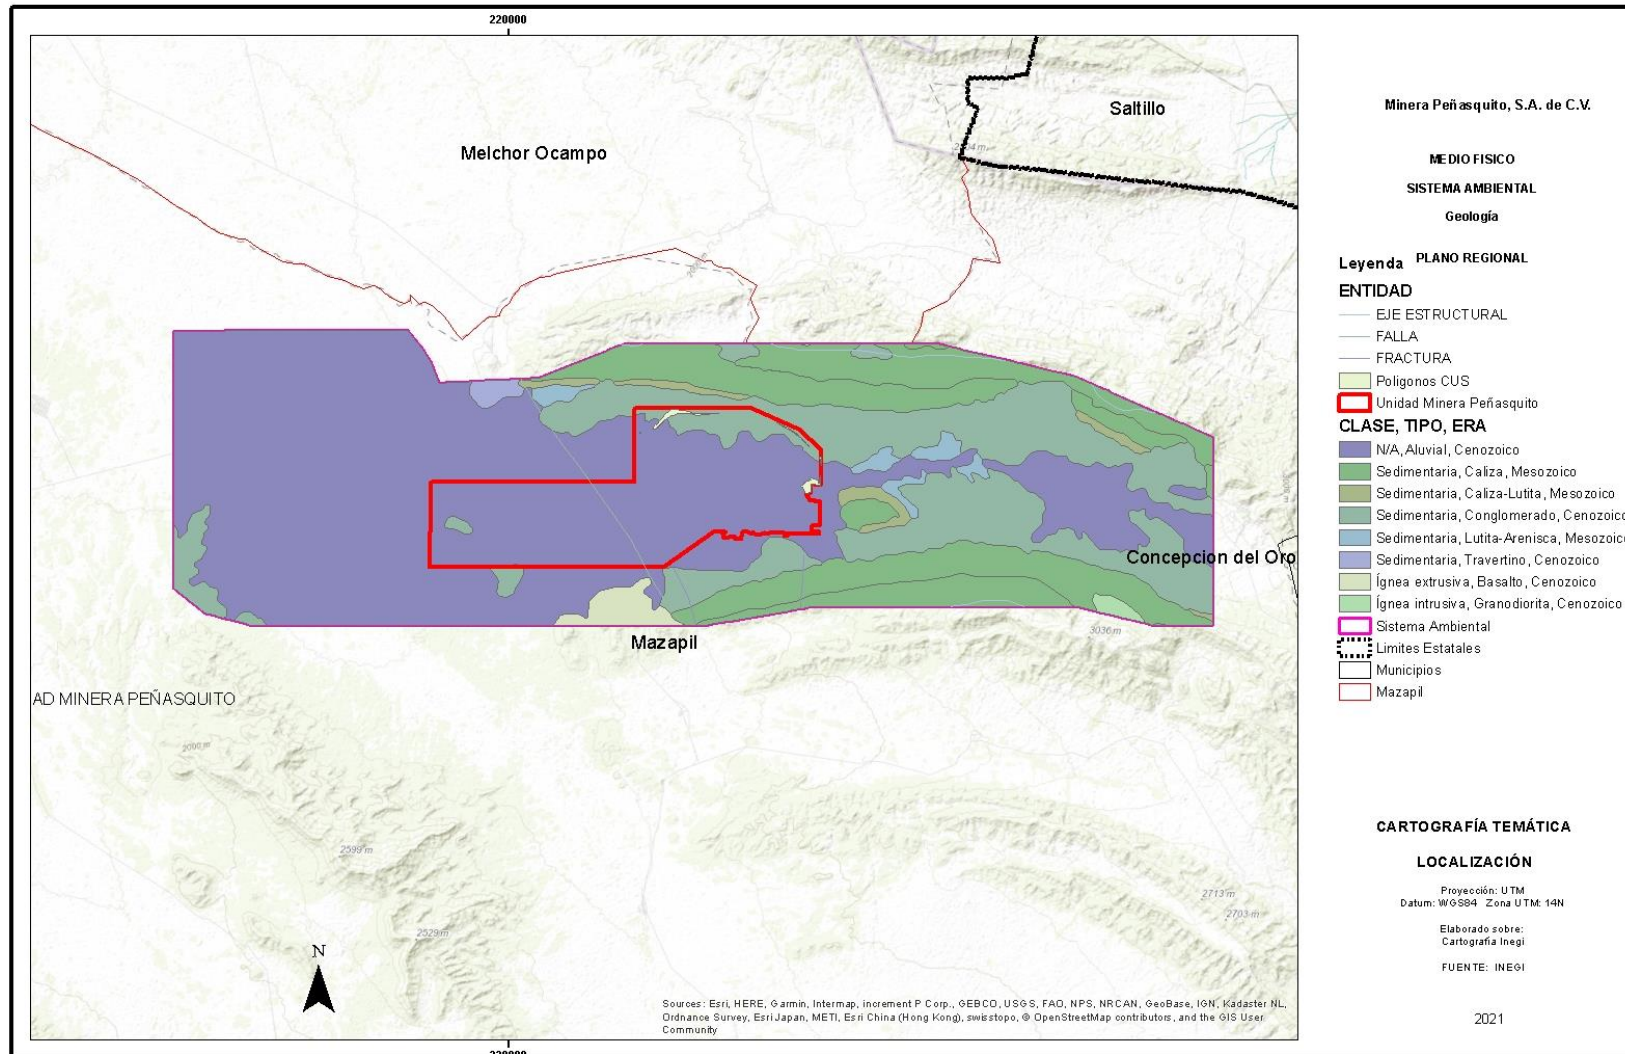 220000
Saltillo
Melchor Ocampo
Concepcion del Oro
Mazapil
3036 m
AD MINERA PEÑASQUITO
2000 m
2599 m
2529 m
2713 m
2703 m
N
Sources: Esri, HERE, Garmin, Intermap, increment P Corp., GEBCO, USGS, FAO, NPS, NRCAN, GeoBase, IGN, Kadaster NL,
Ordnance Survey, Esri Japan, METI, Esri China (Hong Kong), swisstopo, © OpenStreetMap contributors, and the GIS User
Community
220000
Minera Peñasquito, S.A. de C.V.
MEDIO FISICO
SISTEMA AMBIENTAL
Geología
PLANO REGIONAL
Leyenda
ENTIDAD
EJE ESTRUCTURAL
FALLA
FRACTURA
Poligonos CUS
Unidad Minera Peñasquito
CLASE, TIPO, ERA
N/A, Aluvial, Cenozoico
Sedimentaria, Caliza, Mesozoico
Sedimentaria, Caliza-Lutita, Mesozoico
Sedimentaria, Conglomerado, Cenozoico
Sedimentaria, Lutita-Arenisca, Mesozoico
Sedimentaria, Travertino, Cenozoico
Ígnea extrusiva, Basalto, Cenozoico
Ígnea intrusiva, Granodiorita, Cenozoico
Sistema Ambiental
Limites Estatales
Municipios
Mazapil
CARTOGRAFÍA TEMÁTICA
LOCALIZACIÓN
Proyección: UTM
Datum: WGS84 Zona UTM: 14N
Elaborado sobre:
Cartografía Inegi
FUENTE: INEGI
2021